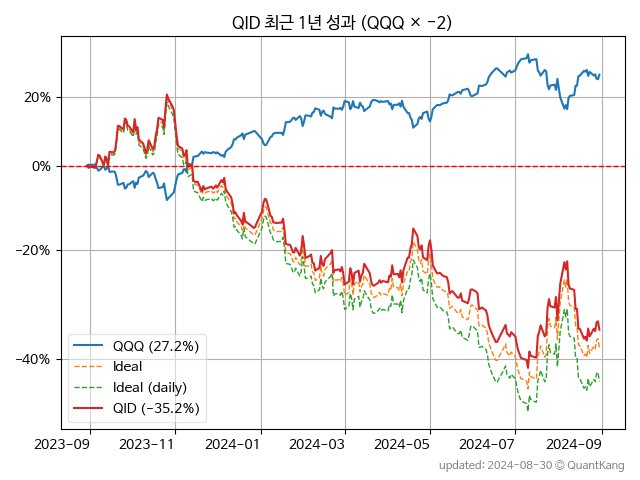 QID 최근 1년 성과 (QQQ × −2)
20%
0%
−20%
−40%
QQQ (27.2%)
Ideal
Ideal (daily)
QID (−35.2%)
2023-09 2023-11 2024-01 2024-03 2024-05 2024-07 2024-09
updated: 2024-08-30 ⓒ QuantKang